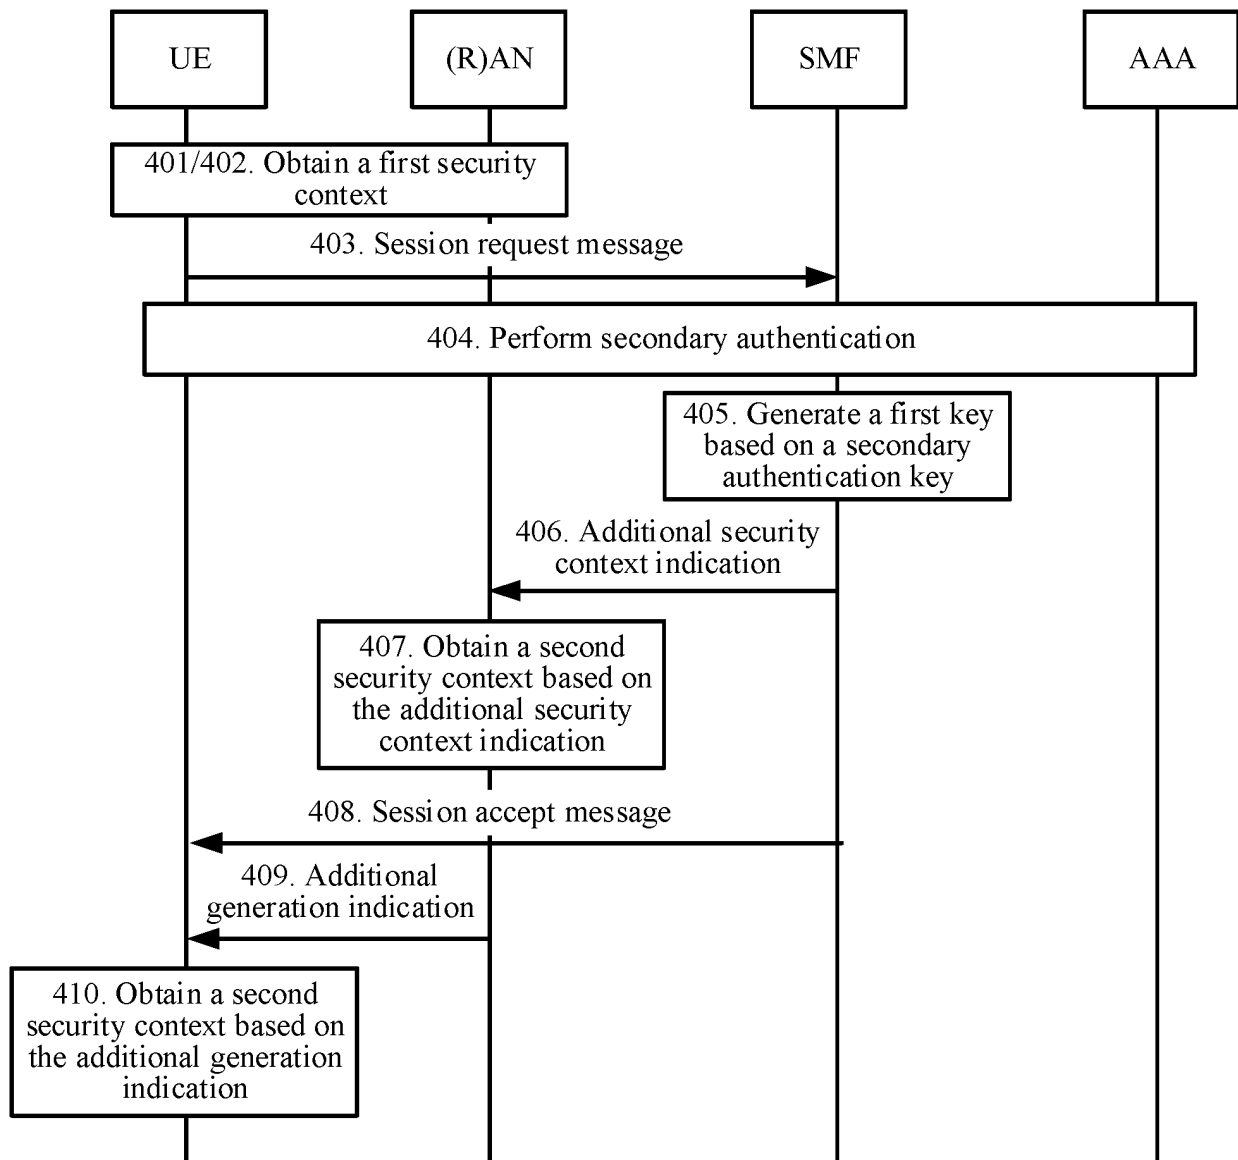 UE
(R)AN
SMF
AAA
401/402. Obtain a first security
context
403. Session request message
404. Perform secondary authentication
405. Generate a first key
based on a secondary
authentication key
406. Additional security
context indication
407. Obtain a second
security context based on
the additional security
context indication
408. Session accept message
409. Additional
generation indication
410. Obtain a second
security context based on
the additional generation
indication